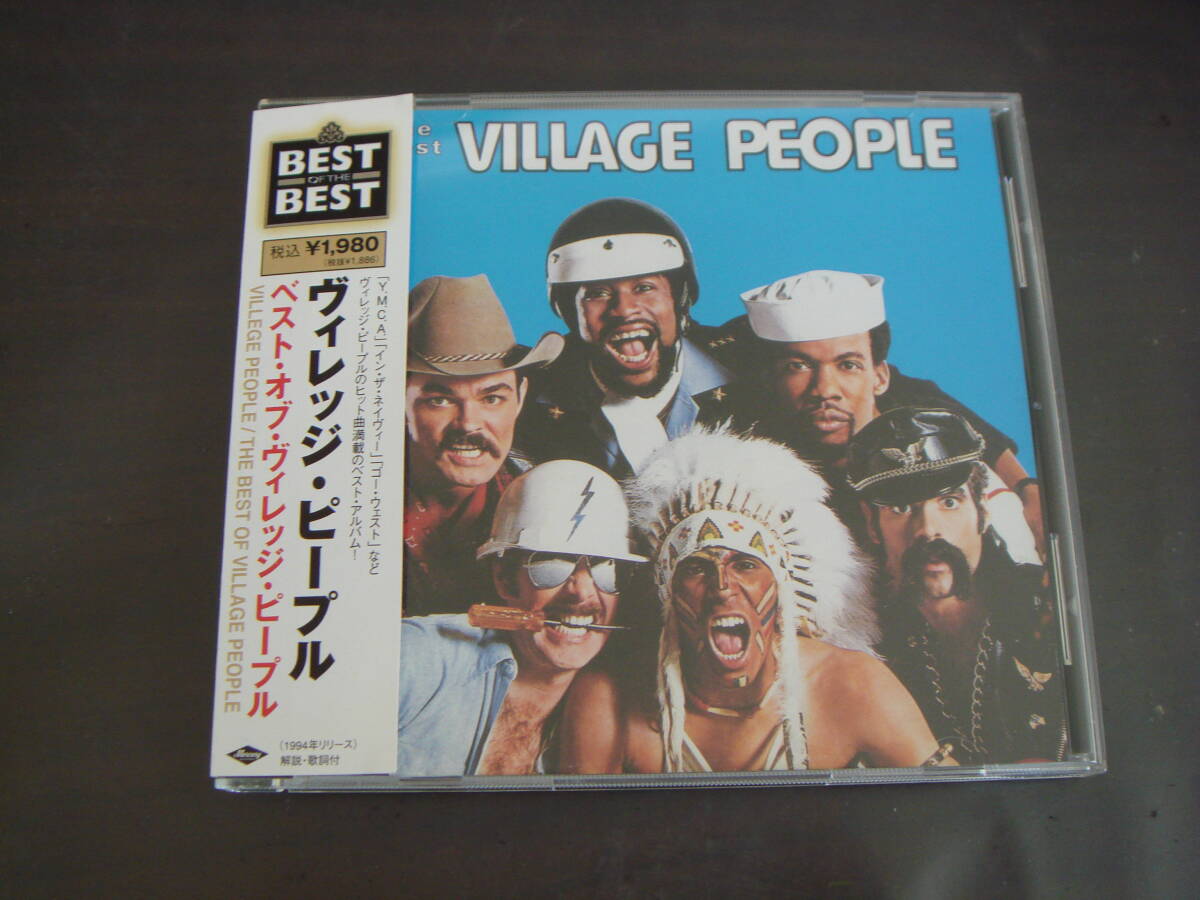 BEST
OF THE
BEST
税込 ¥1,980
(税抜¥1,886)
「Y.M.C.A」「イン・ザ・ネイヴィー」「ゴー・ウェスト」など
ヴィレッジ・ピープルのヒット曲満載のベスト・アルバム!
ヴィレッジ・ピープル
ベスト・オブ・ヴィレッジ・ピープル
VILLEGE PEOPLE / THE BEST OF VILLAGE PEOPLE
(1994年リリース)
解説・歌詞付
e
st
VILLAGE PEOPLE